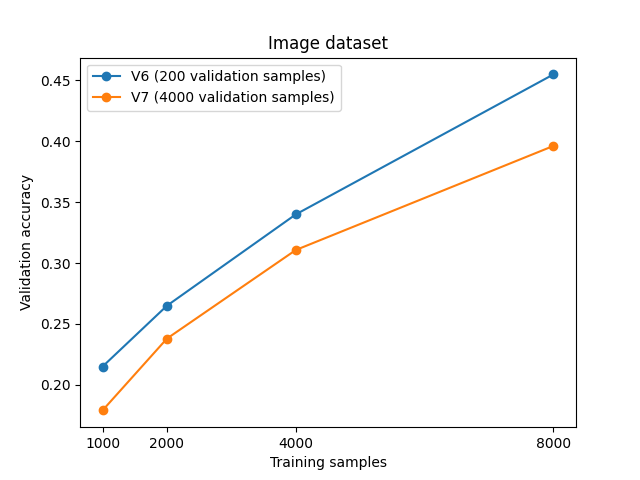 Image dataset
V6 (200 validation samples)
V7 (4000 validation samples)
0.45
0.40
0.35
0.30
0.25
0.20
Validation accuracy
1000 2000 4000 8000
Training samples